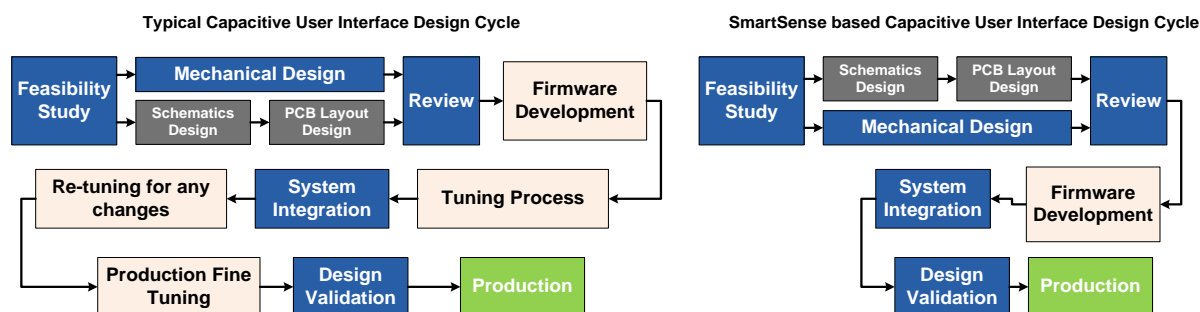 Typical Capacitive User Interface Design Cycle
Feasibility
Study
Mechanical Design
Schematics
Design
PCB Layout
Design
Review
Firmware
Development
Tuning Process
System
Integration
Re-tuning for any
changes
Production Fine
Tuning
Design
Validation
Production
SmartSense based Capacitive User Interface Design Cycle
Feasibility
Study
Schematics
Design
PCB Layout
Design
Mechanical Design
Review
Firmware
Development
System
Integration
Design
Validation
Production